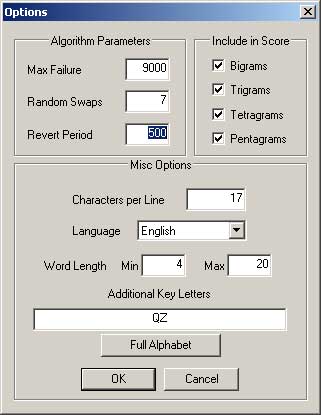 Options
Algorithm Parameters
Max Failure 9000
Random Swaps 7
Revert Period 500
Include in Score
Bigrams
Trigrams
Tetragrams
Pentagrams
Misc Options
Characters per Line 17
Language English
Word Length Min 4 Max 20
Additional Key Letters
QZ
Full Alphabet
OK Cancel